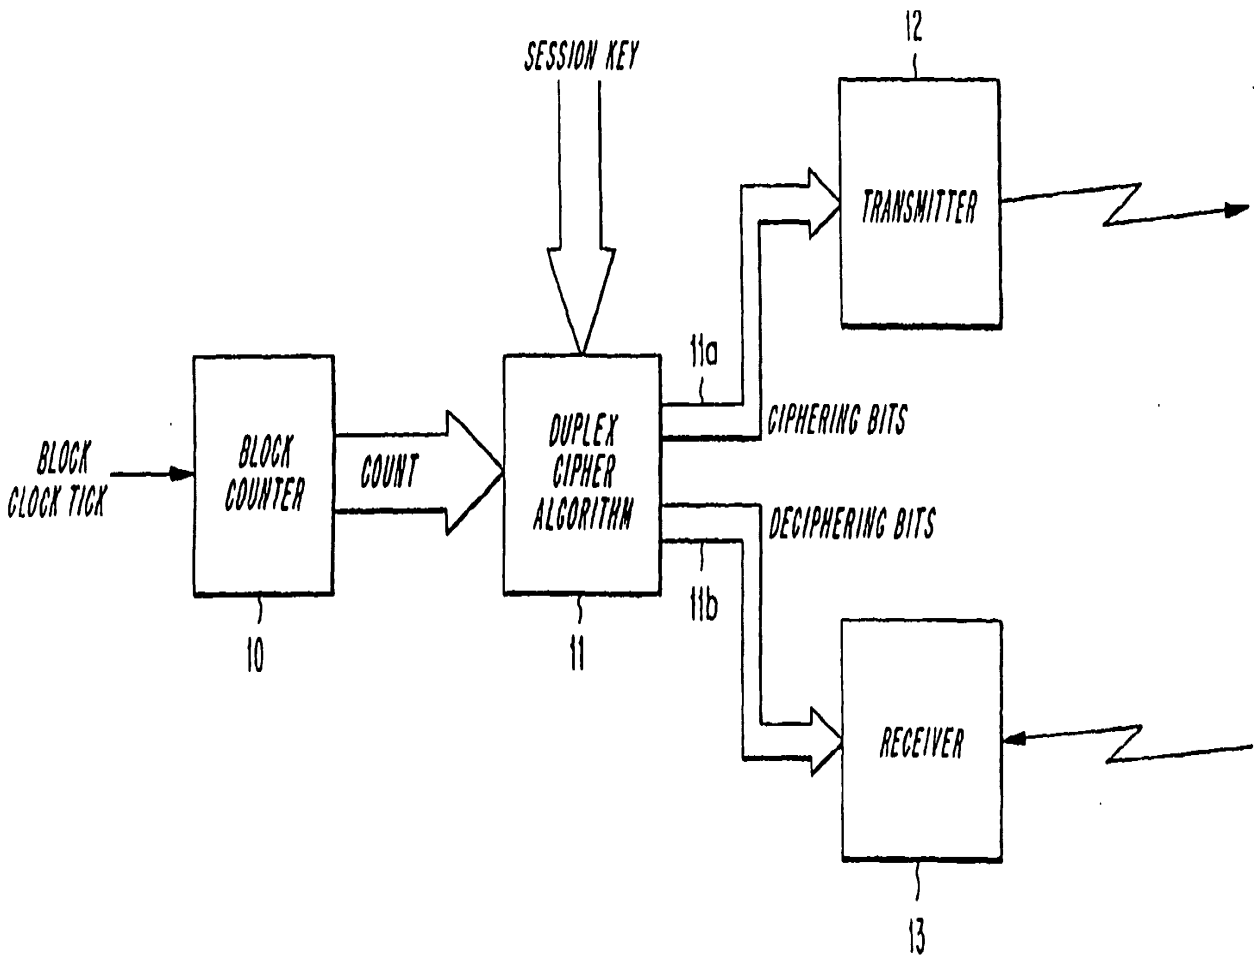 12
SESSION KEY
TRANSMITTER
11a
CIPHERING BITS
BLOCK
CLOCK TICK
BLOCK
COUNTER
COUNT
DUPLEX
CIPHER
ALGORITHM
DECIPHERING BITS
11b
10
11
RECEIVER
13